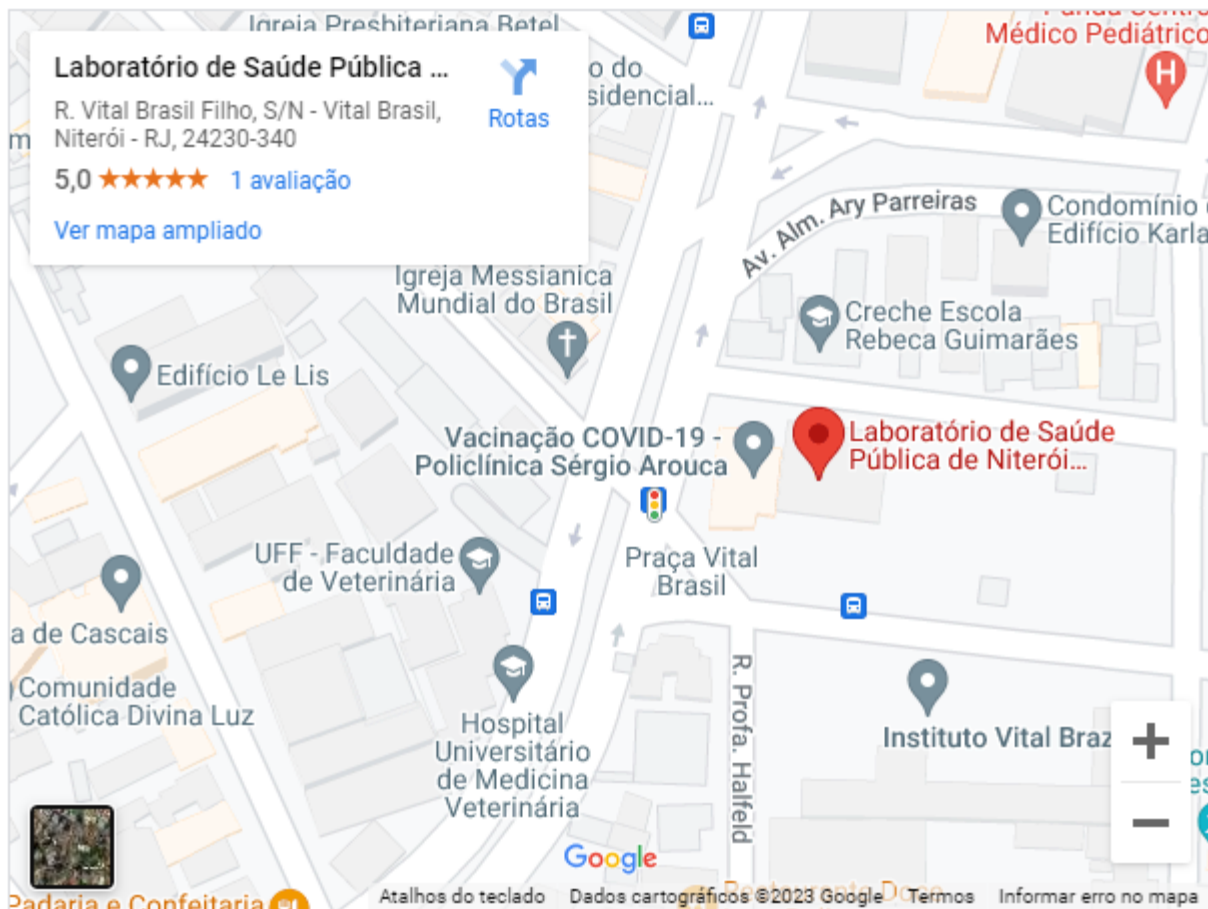 Igreja Presbiteriana Betel
Laboratório de Saúde Pública ...
R. Vital Brasil Filho, S/N - Vital Brasil,
Niterói - RJ, 24230-340
5,0 ★★★★★ 1 avaliação
Ver mapa ampliado
Rotas
o do
sidencial...
Médico Pediátrico
H
Av. Alm. Ary Parreiras
Condomínio
Edifício Karla
Igreja Messianica
Mundial do Brasil
Creche Escola
Rebeca Guimarães
Edifício Le Lis
Vacinação COVID-19 -
Policlínica Sérgio Arouca
Laboratório de Saúde
Pública de Niterói...
UFF - Faculdade
de Veterinária
Praça Vital
Brasil
a de Cascais
Comunidade
Católica Divina Luz
Hospital
Universitário
de Medicina
Veterinária
R. Profa. Halfeld
Instituto Vital Braz
+
−
Google
Padaria e Confeitaria
Atalhos do teclado Dados cartográficos ©2023 Google Termos Informar erro no mapa